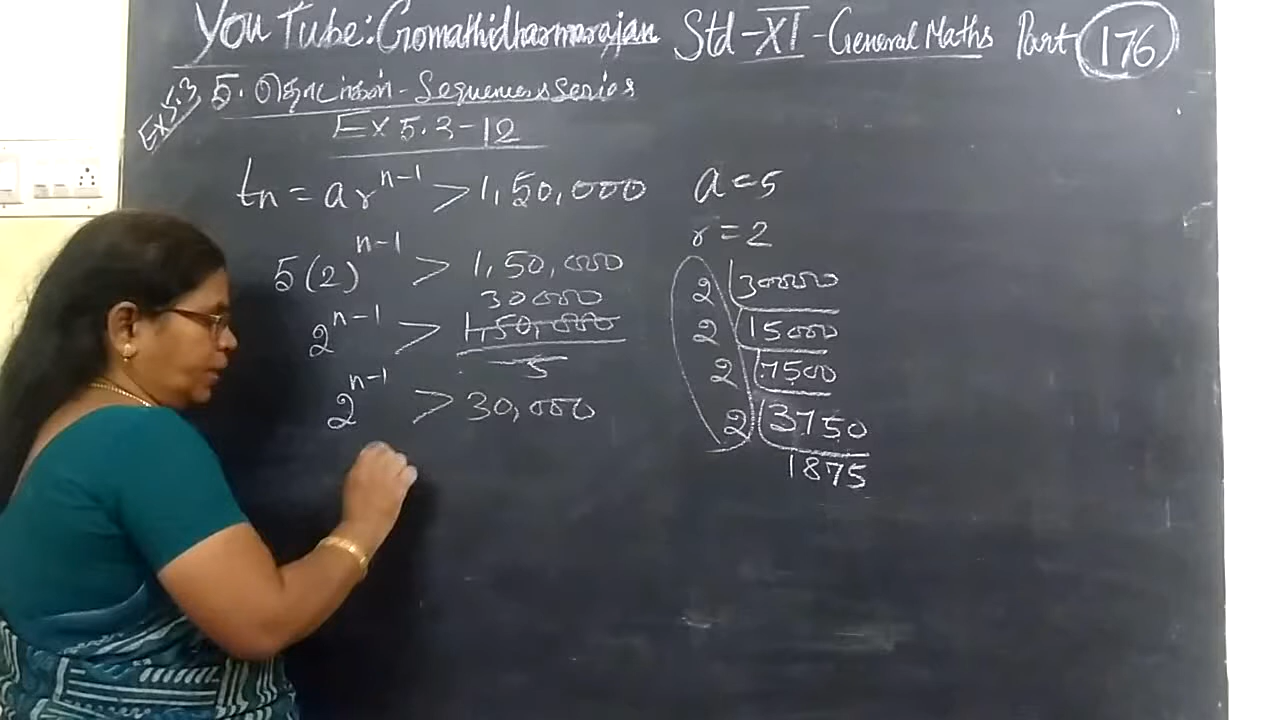 YouTube: Gomathidharmarajan Std-XI-General Maths Part 176
Ex 5.3 5. - Sequences & Series
Ex 5.3-12
tn = ar^(n-1) > 1,50,000
5(2)^(n-1) > 1,50,000
30000
2^(n-1) > 1,50,000
5
2^(n-1) > 30,000
a = 5
r = 2
2 | 30000
2 | 15000
2 | 7500
2 | 3750
1875